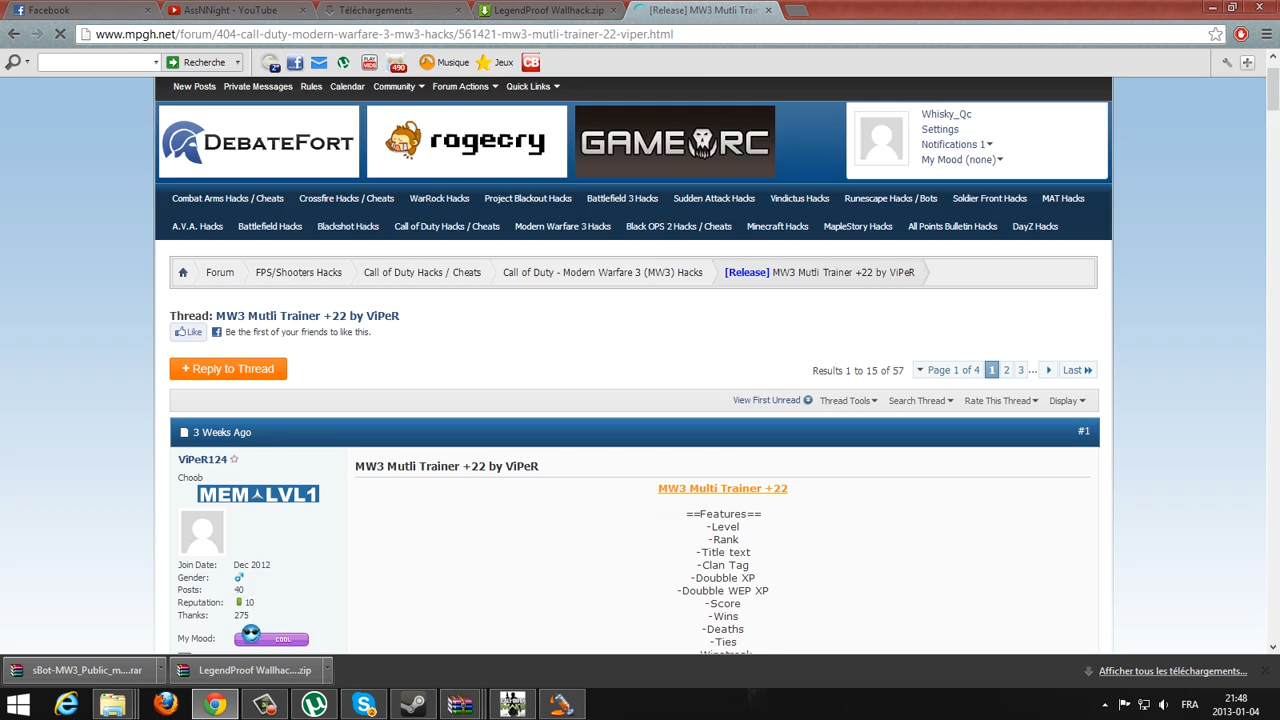 Facebook
AssNNight - YouTube
Téléchargements
LegendProof Wallhack.zip
[Release] MW3 Mutli Trair
www.mpgh.net/forum/404-call-duty-modern-warfare-3-mw3-hacks/561421-mw3-mutli-trainer-22-viper.html
Recherche
490
Musique
Jeux
CB
New Posts Private Messages Rules Calendar Community Forum Actions Quick Links
DEBATEFORT
ragecry
GAME RC
Whisky_Qc
Settings
Notifications 1
My Mood (none)
Combat Arms Hacks / Cheats Crossfire Hacks / Cheats WarRock Hacks Project Blackout Hacks Battlefield 3 Hacks Sudden Attack Hacks Vindictus Hacks Runescape Hacks / Bots Soldier Front Hacks MAT Hacks
A.V.A. Hacks Battlefield Hacks Blackshot Hacks Call of Duty Hacks / Cheats Modern Warfare 3 Hacks Black OPS 2 Hacks / Cheats Minecraft Hacks MapleStory Hacks All Points Bulletin Hacks DayZ Hacks
Forum FPS/Shooters Hacks Call of Duty Hacks / Cheats Call of Duty - Modern Warfare 3 (MW3) Hacks [Release] MW3 Mutli Trainer +22 by ViPeR
Thread: MW3 Mutli Trainer +22 by ViPeR
Like Be the first of your friends to like this.
+ Reply to Thread
Results 1 to 15 of 57 Page 1 of 4 1 2 3 ... Last
View First Unread Thread Tools Search Thread Rate This Thread Display
3 Weeks Ago
#1
ViPeR124
Choob
MEM LVL1
Join Date: Dec 2012
Gender:
Posts: 40
Reputation: 10
Thanks: 275
My Mood: COOL
MW3 Mutli Trainer +22 by ViPeR
MW3 Multi Trainer +22
==Features==
-Level
-Rank
-Title text
-Clan Tag
-Doubble XP
-Doubble WEP XP
-Score
-Wins
-Deaths
-Ties
sBot-MW3_Public_m....rar
LegendProof Wallhac....zip
Afficher tous les téléchargements...
FRA
21:48
2013-01-04